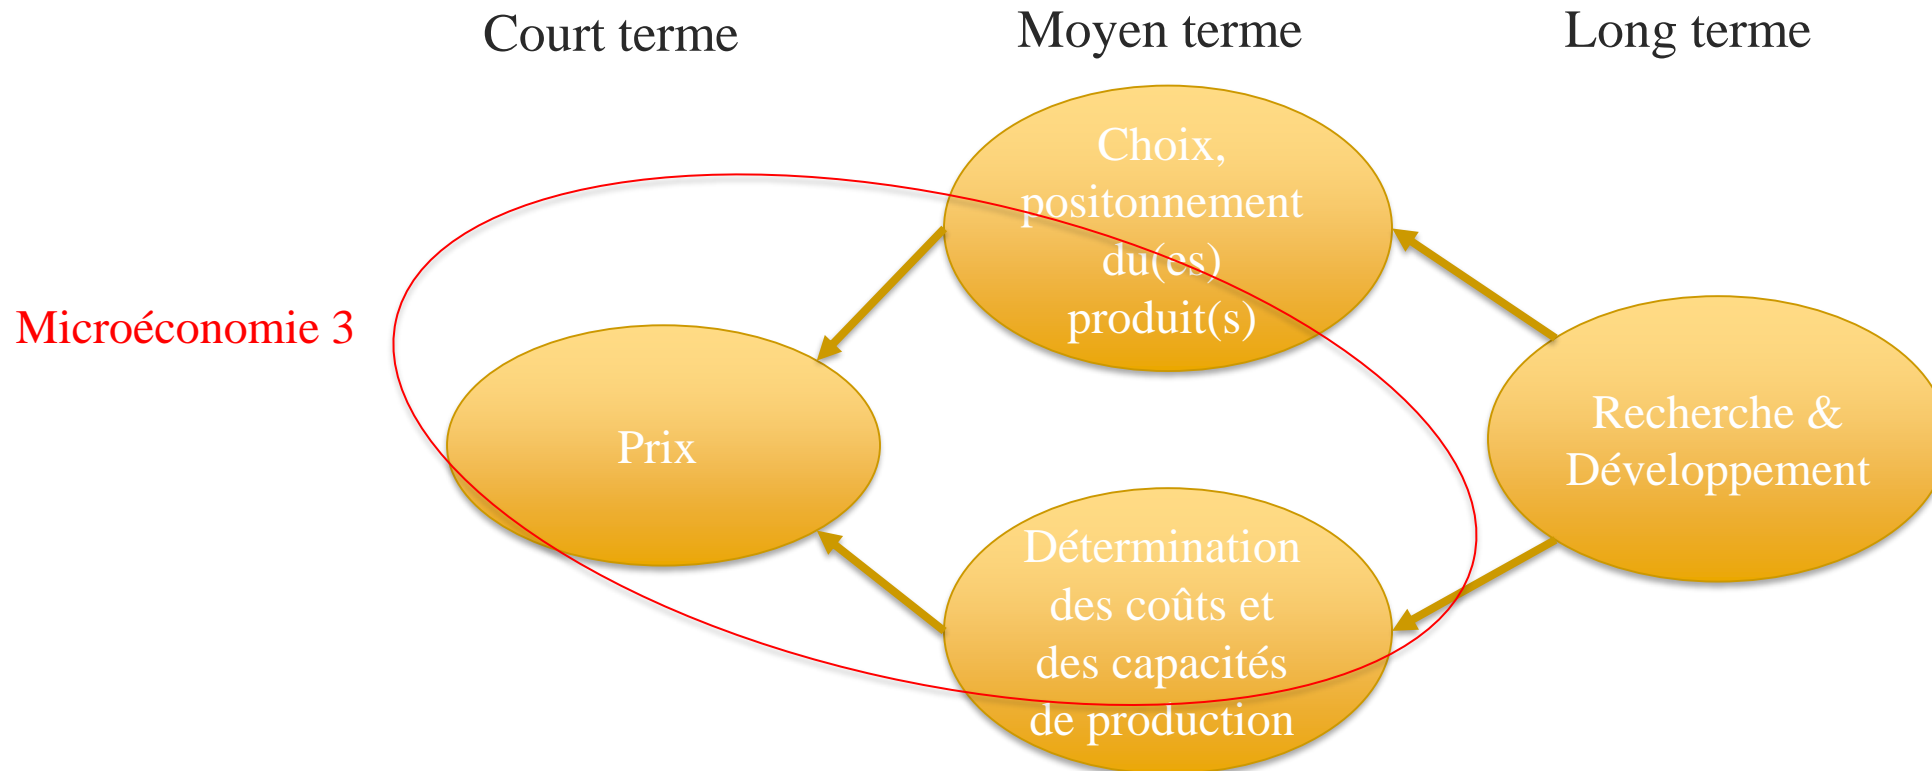 Court terme
Moyen terme
Long terme
Choix,
positonnement
du(es)
produit(s)
Microéconomie 3
Prix
Recherche &
Développement
Détermination
des coûts et
des capacités
de production